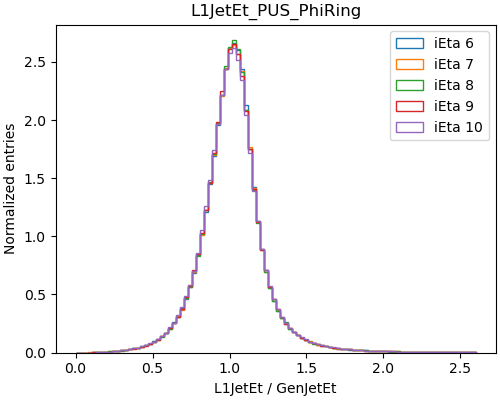 L1JetEt_PUS_PhiRing
iEta 6
iEta 7
iEta 8
iEta 9
iEta 10
Normalized entries
2.5
2.0
1.5
1.0
0.5
0.0
0.0 0.5 1.0 1.5 2.0 2.5
L1JetEt / GenJetEt